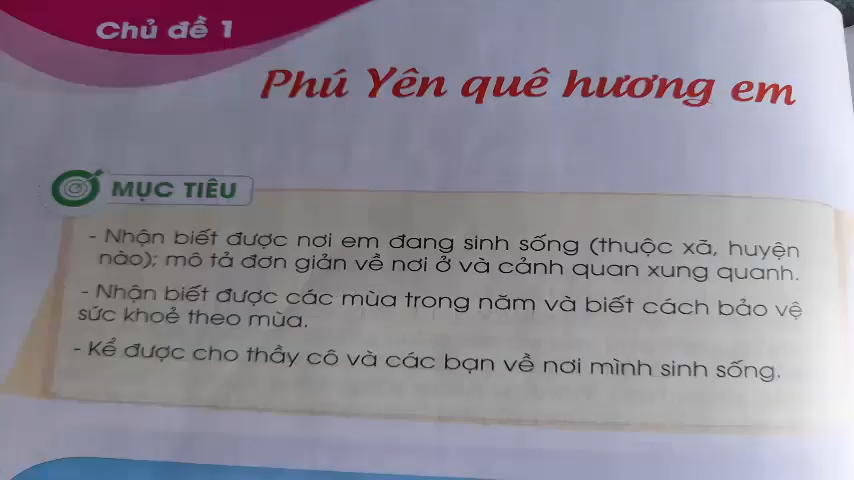 Chủ đề 1
Phú Yên quê hương em
MỤC TIÊU
- Nhận biết được nơi em đang sinh sống (thuộc xã, huyện
nào); mô tả đơn giản về nơi ở và cảnh quan xung quanh.
- Nhận biết được các mùa trong năm và biết cách bảo vệ
sức khoẻ theo mùa.
- Kể được cho thầy cô và các bạn về nơi mình sinh sống.